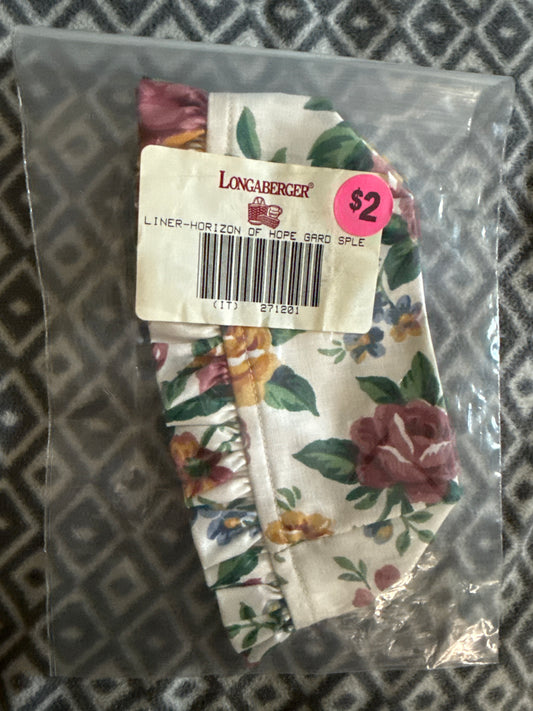 LONGABERGER®
$2
LINER-HORIZON OF HOPE GARD SPLE
(IT) 271201